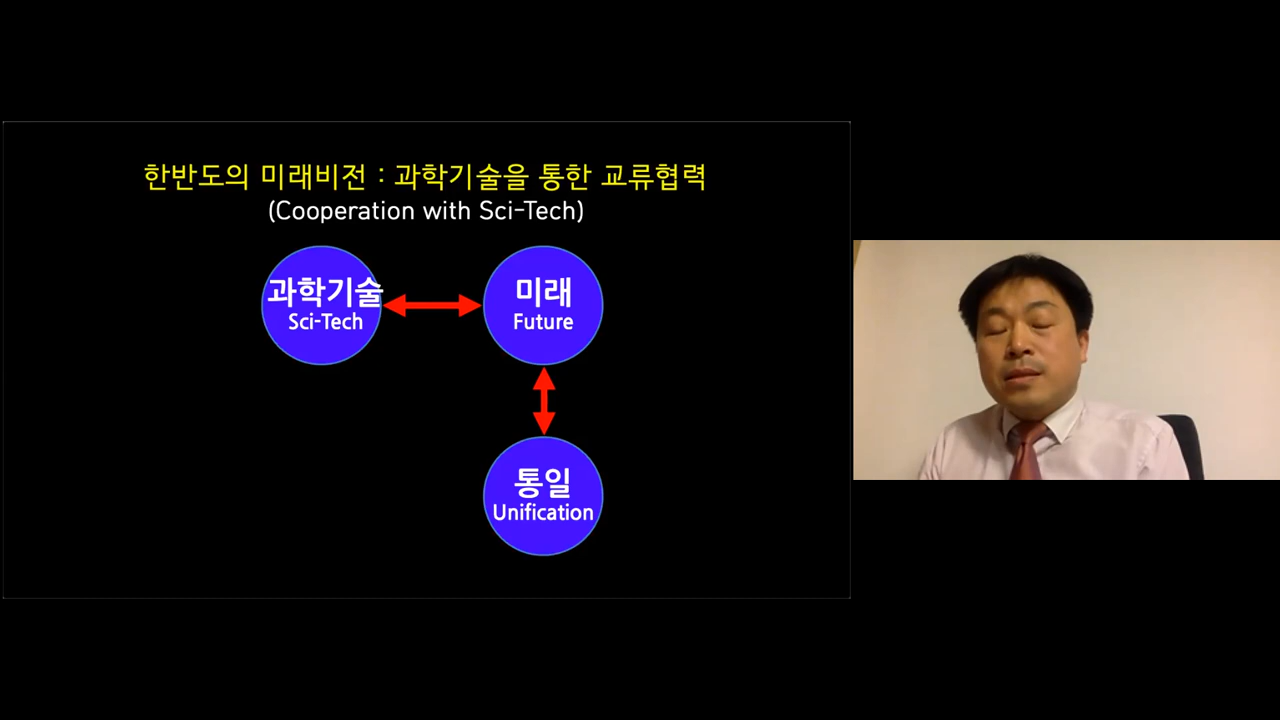 한반도의 미래비전 : 과학기술을 통한 교류협력
(Cooperation with Sci-Tech)
과학기술
Sci-Tech
미래
Future
통일
Unification